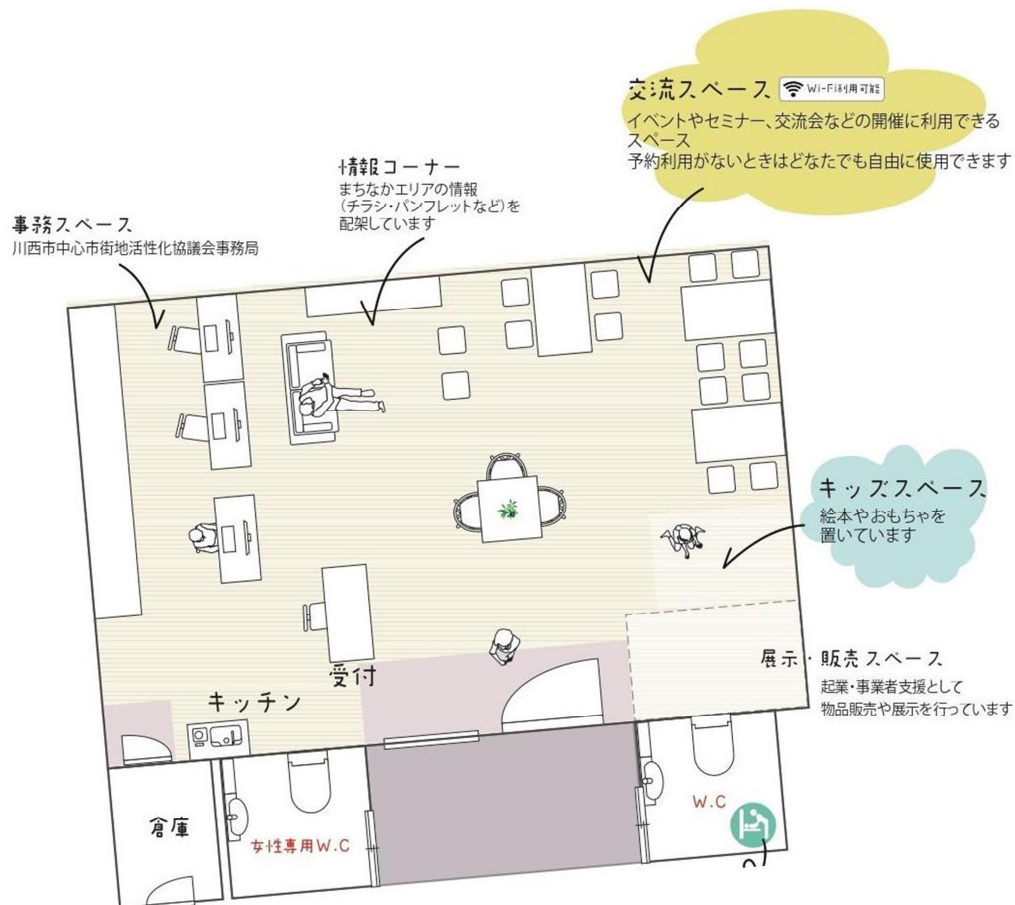 交流スペース Wi-Fi利用可能
イベントやセミナー、交流会などの開催に利用できる
スペース
予約利用がないときはどなたでも自由に使用できます
情報コーナー
まちなかエリアの情報
(チラシ・パンフレットなど)を
配架しています
事務スペース
川西市中心市街地活性化協議会事務局
キッズスペース
絵本やおもちゃを
置いています
展示・販売スペース
起業・事業者支援として
物品販売や展示を行っています
受付
キッチン
倉庫
女性専用W.C
W.C